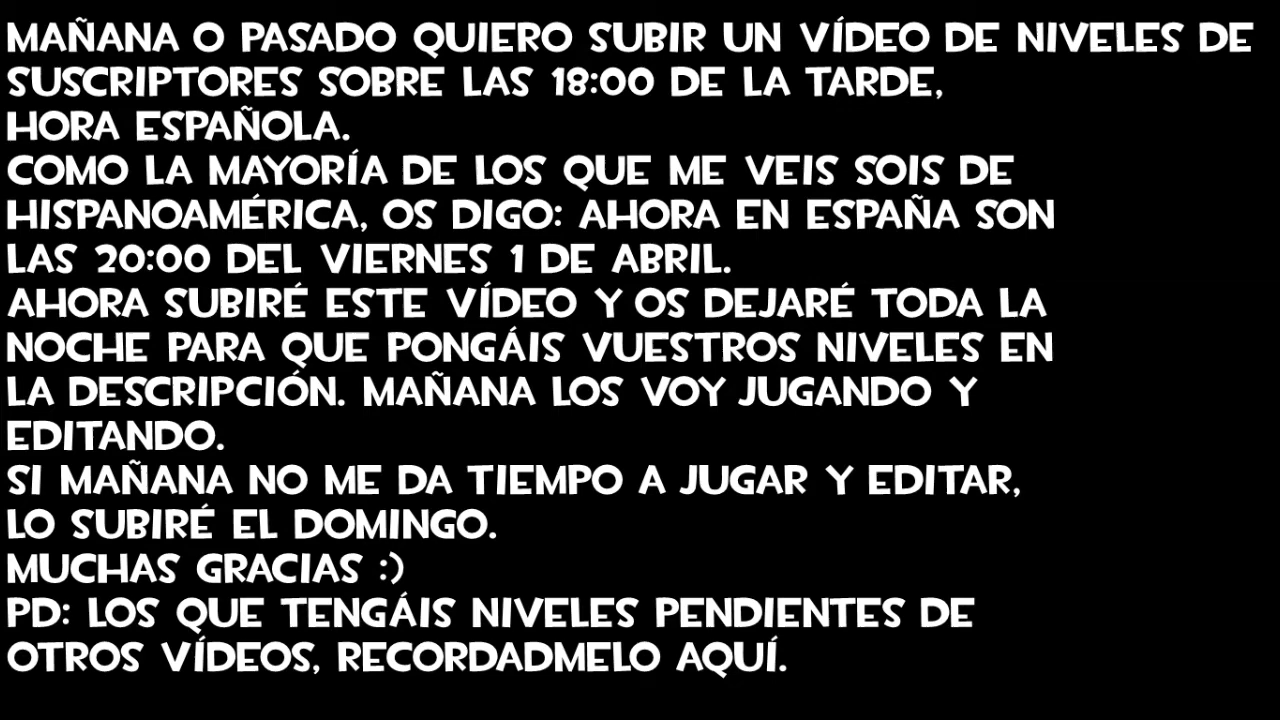 MAÑANA O PASADO QUIERO SUBIR UN VÍDEO DE NIVELES DE
SUSCRIPTORES SOBRE LAS 18:00 DE LA TARDE,
HORA ESPAÑOLA.
COMO LA MAYORÍA DE LOS QUE ME VEIS SOIS DE
HISPANOAMÉRICA, OS DIGO: AHORA EN ESPAÑA SON
LAS 20:00 DEL VIERNES 1 DE ABRIL.
AHORA SUBIRÉ ESTE VÍDEO Y OS DEJARÉ TODA LA
NOCHE PARA QUE PONGÁIS VUESTROS NIVELES EN
LA DESCRIPCIÓN. MAÑANA LOS VOY JUGANDO Y
EDITANDO.
SI MAÑANA NO ME DA TIEMPO A JUGAR Y EDITAR,
LO SUBIRÉ EL DOMINGO.
MUCHAS GRACIAS :)
PD: LOS QUE TENGÁIS NIVELES PENDIENTES DE
OTROS VÍDEOS, RECORDADMELO AQUÍ.